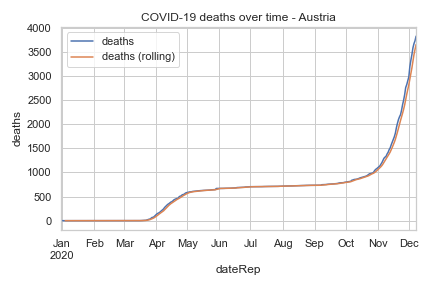 COVID-19 deaths over time - Austria
deaths
deaths (rolling)
4000
3500
3000
2500
2000
1500
1000
500
0
deaths
Jan Feb Mar Apr May Jun Jul Aug Sep Oct Nov Dec
2020
dateRep